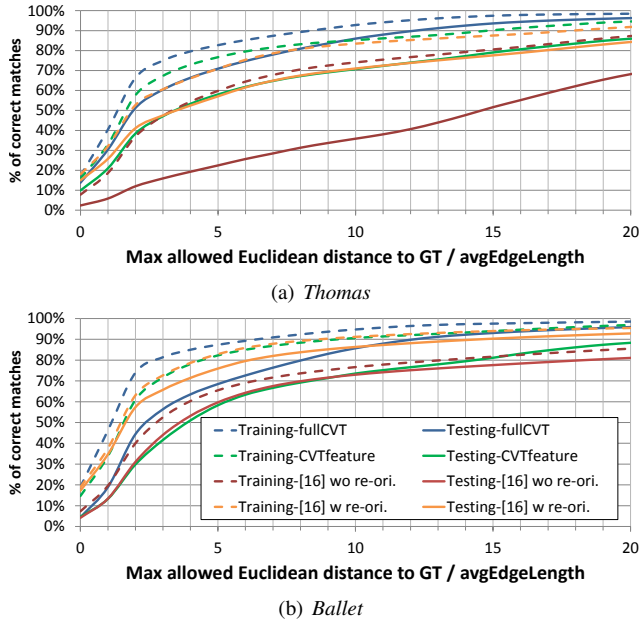 100%
90%
80%
70%
60%
50%
40%
30%
20%
10%
0%
% of correct matches
0 5 10 15 20
Max allowed Euclidean distance to GT / avgEdgeLength
(a) Thomas
100%
90%
80%
70%
60%
50%
40%
30%
20%
10%
0%
% of correct matches
Training-fullCVT Testing-fullCVT
Training-CVTfeature Testing-CVTfeature
Training-[16] wo re-ori. Testing-[16] wo re-ori.
Training-[16] w re-ori. Testing-[16] w re-ori.
0 5 10 15 20
Max allowed Euclidean distance to GT / avgEdgeLength
(b) Ballet